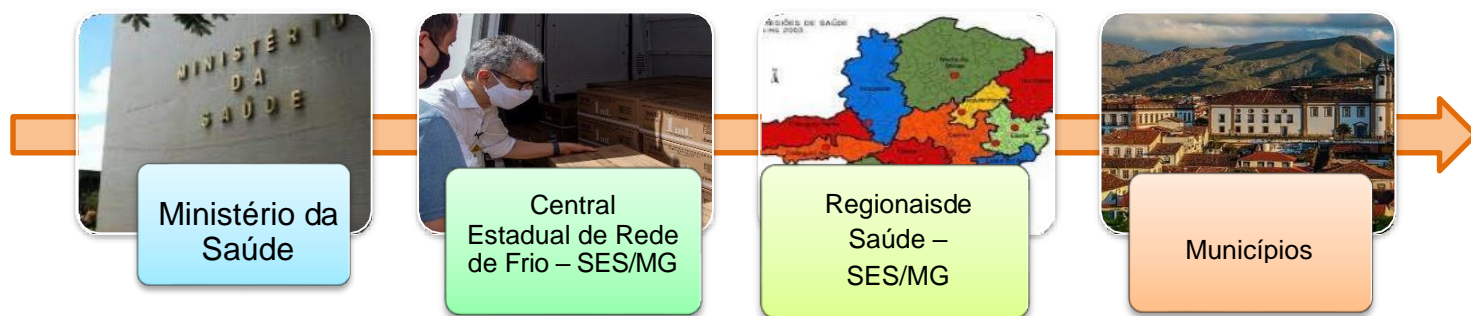 MINISTÉRIO
DA
SAÚDE
Ministério da
Saúde
Central
Estadual de Rede
de Frio – SES/MG
Regionaisde
Saúde –
SES/MG
Municípios